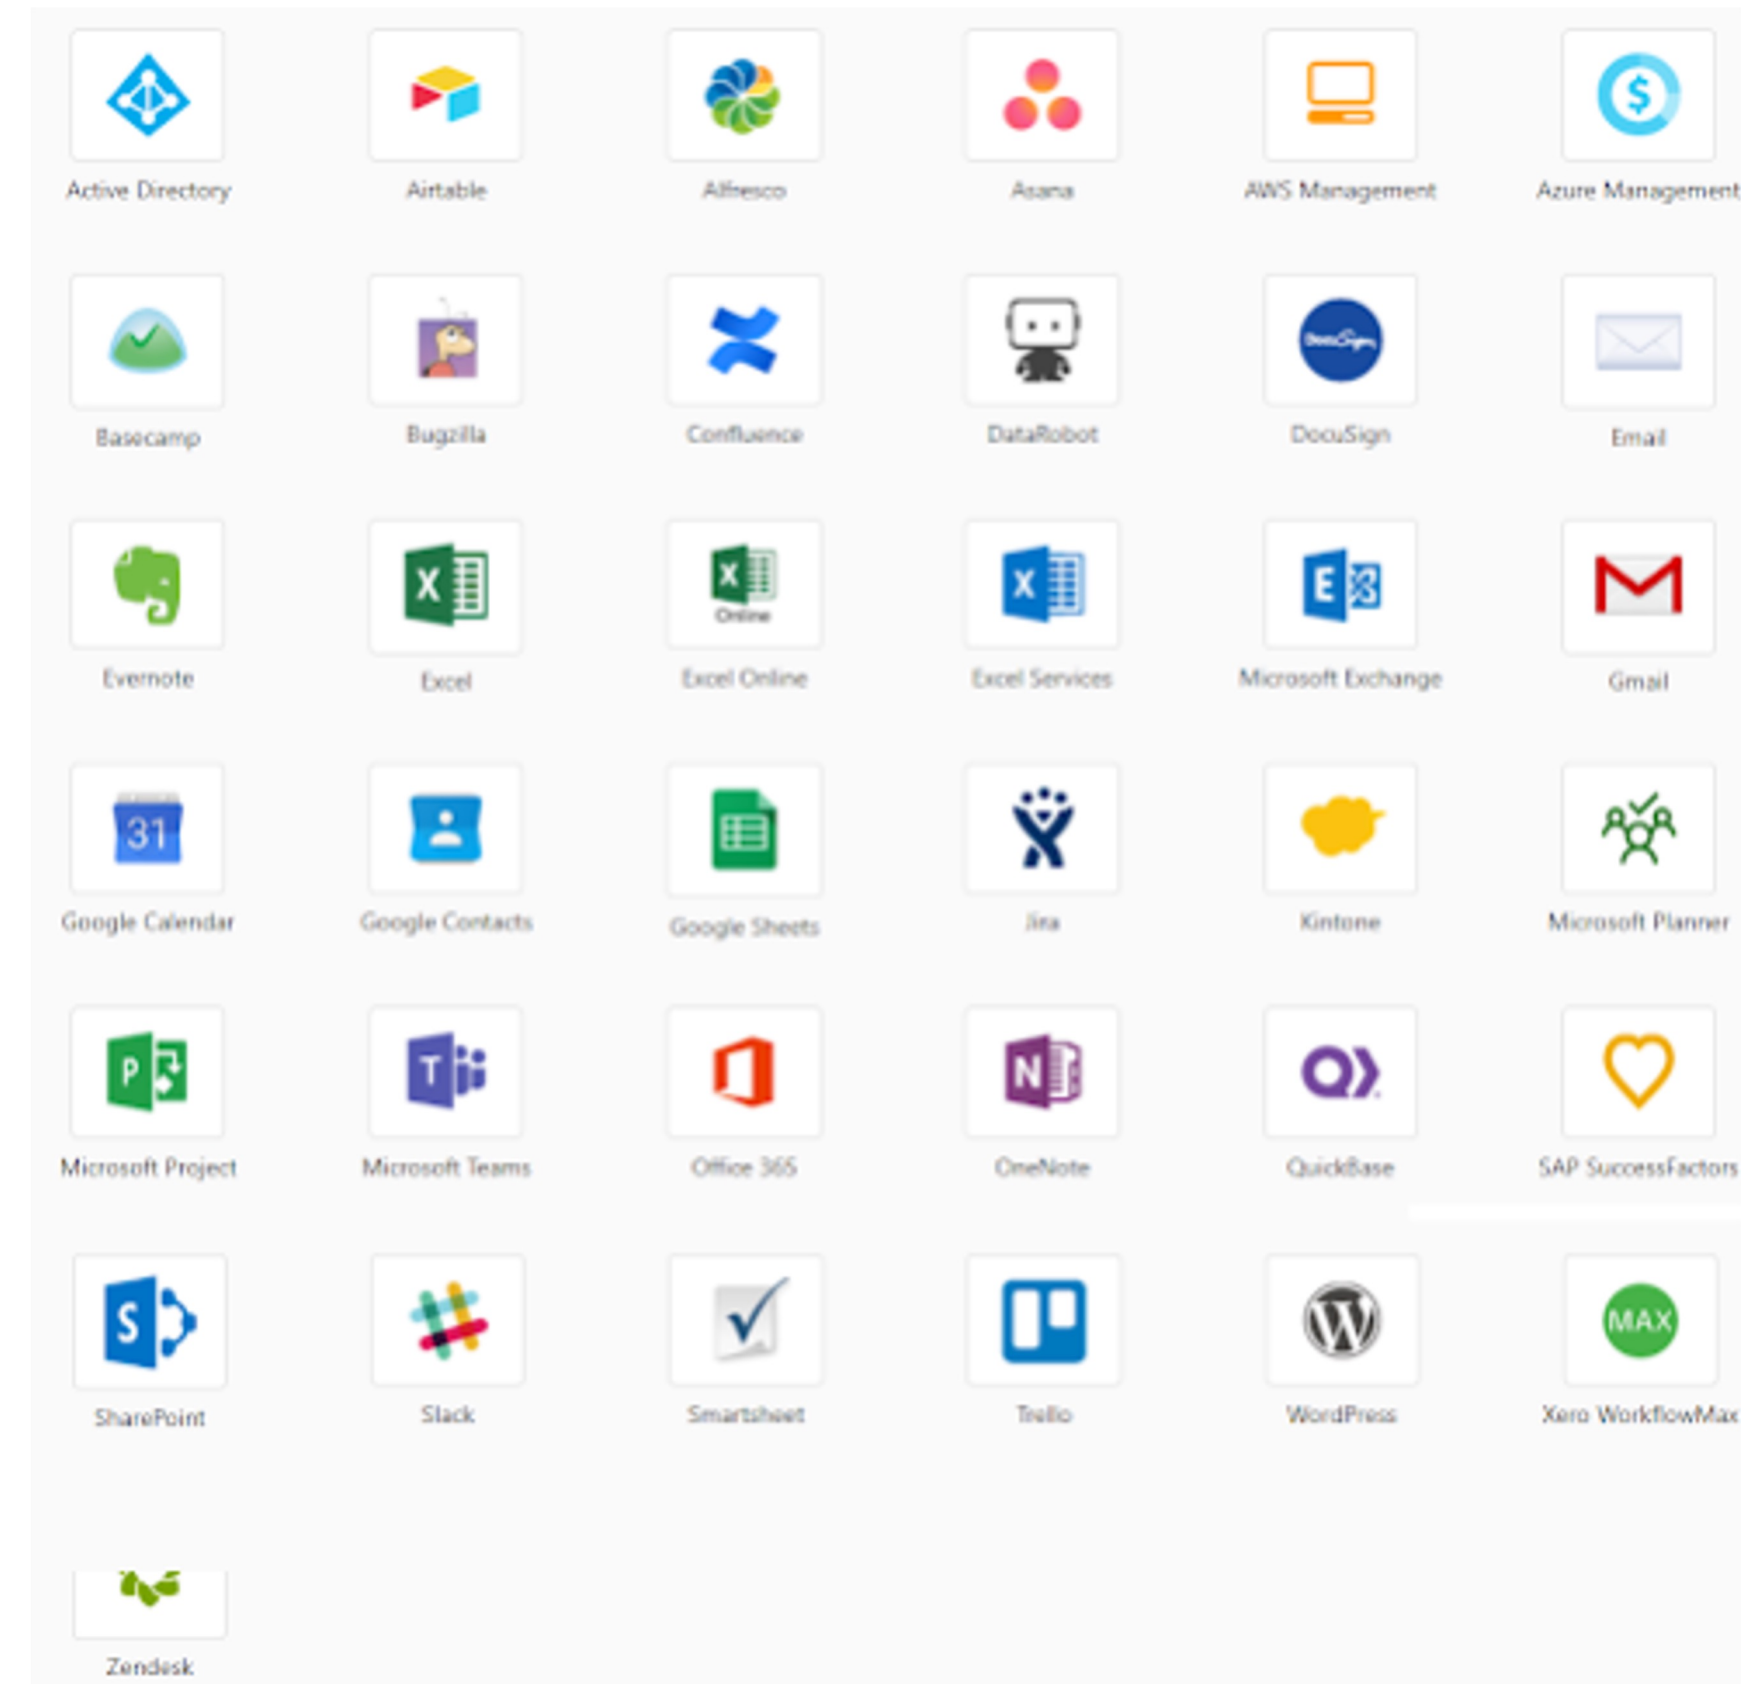 Active Directory
Airtable
Alfresco
Asana
AWS Management
Azure Management
DocuSign
Basecamp
Bugzilla
Confluence
DataRobot
DocuSign
Email
X
X
Online
X
E
Evernote
Excel
Excel Online
Excel Services
Microsoft Exchange
Gmail
31
Google Calendar
Google Contacts
Google Sheets
Jira
Kintone
Microsoft Planner
P
T
N
Microsoft Project
Microsoft Teams
Office 365
OneNote
QuickBase
SAP SuccessFactors
S
W
MAX
SharePoint
Slack
Smartsheet
Trello
WordPress
Xero WorkflowMax
Zendesk